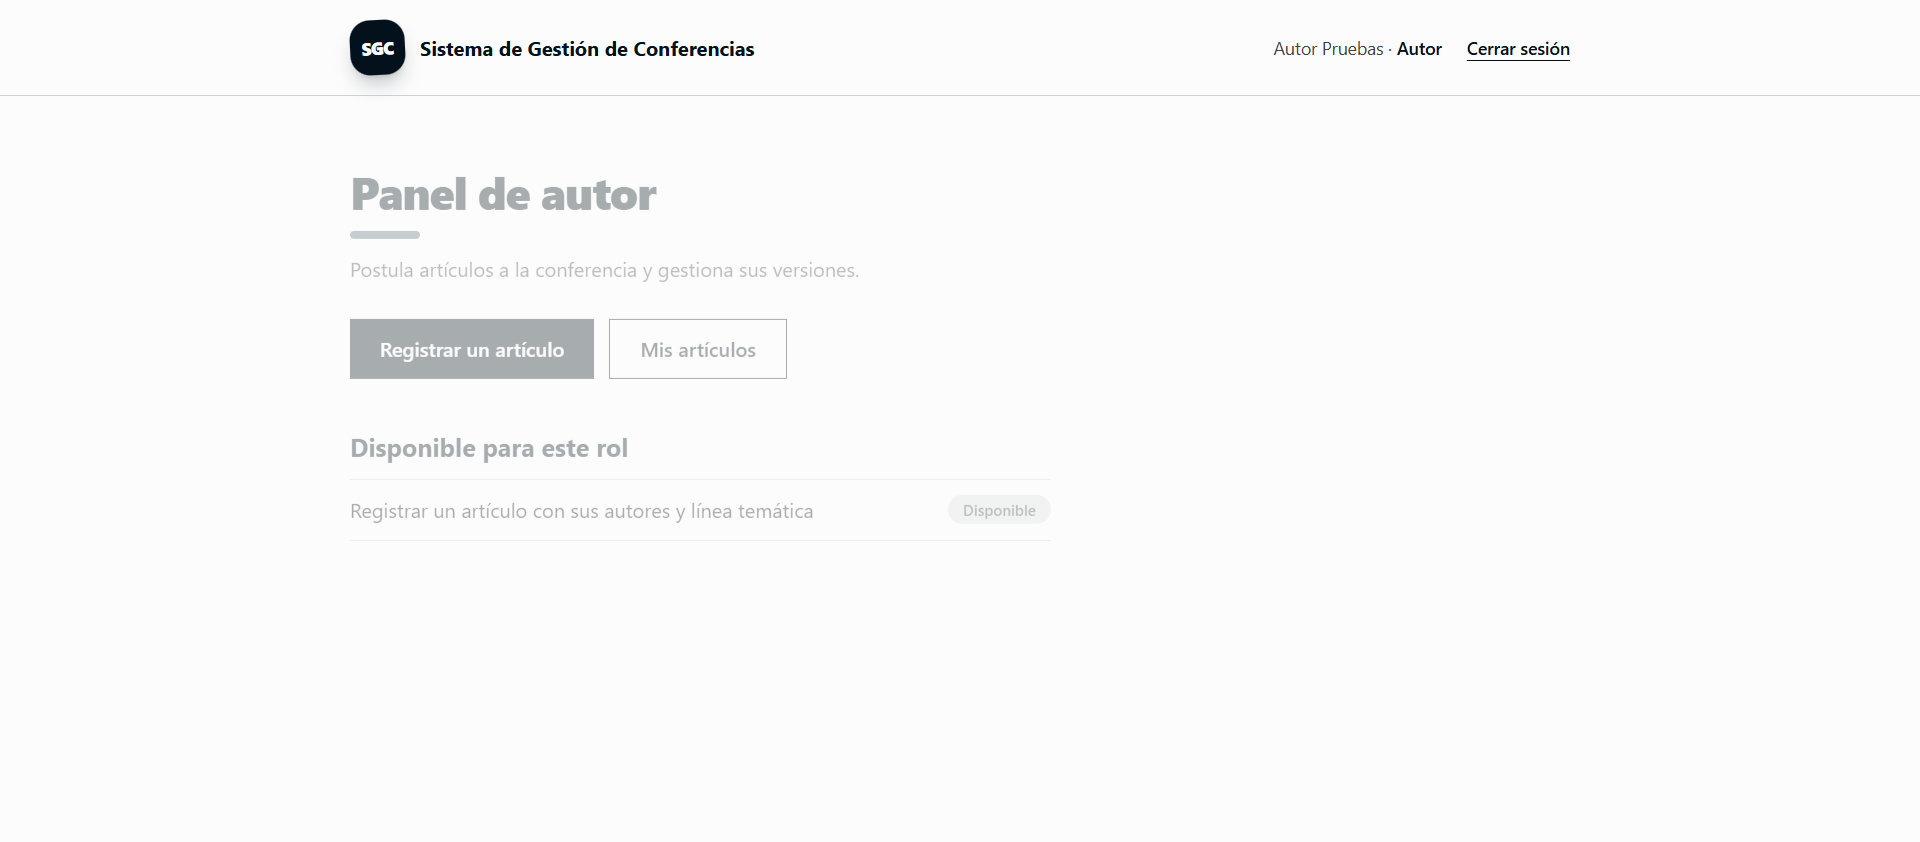 SGC
Sistema de Gestión de Conferencias
Autor Pruebas · Autor
Cerrar sesión
Panel de autor
Postula artículos a la conferencia y gestiona sus versiones.
Registrar un artículo
Mis artículos
Disponible para este rol
Registrar un artículo con sus autores y línea temática
Disponible